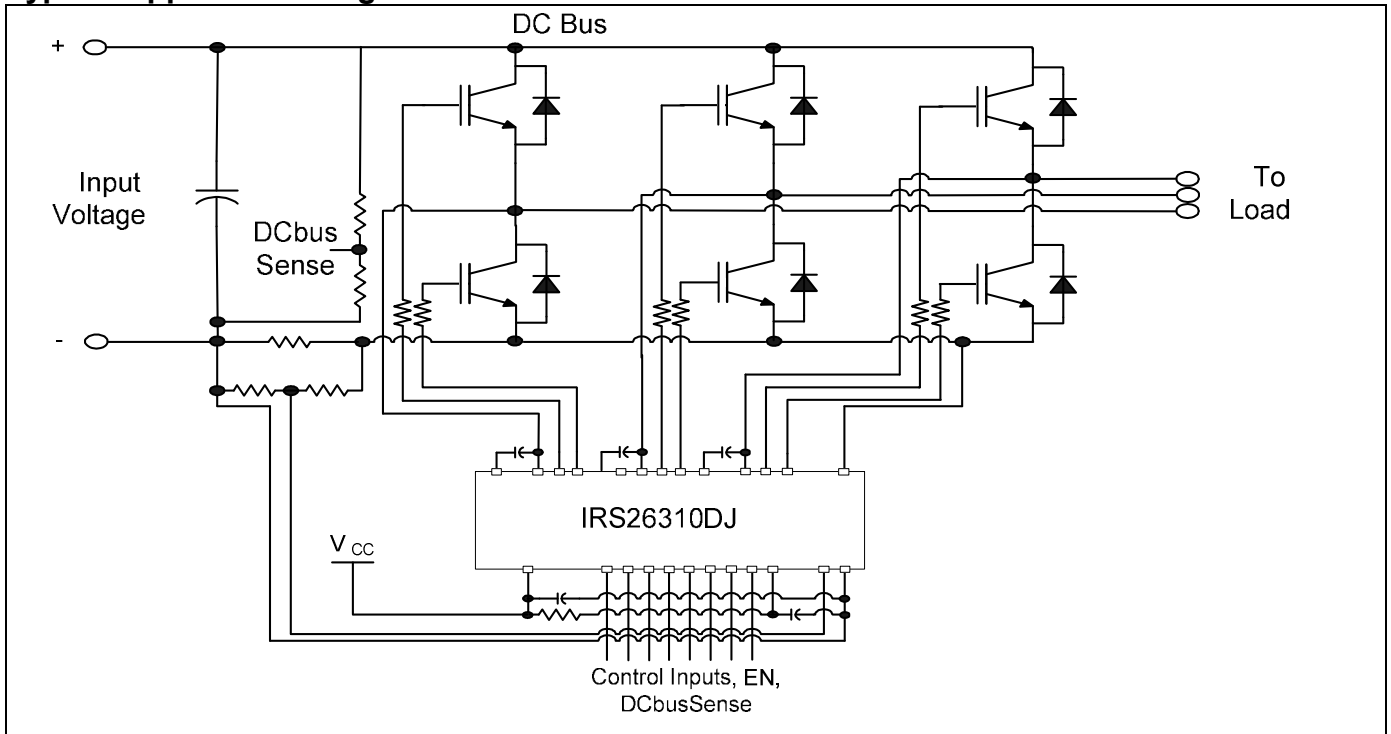 DC Bus
+
Input
Voltage
DCbus
Sense
To
Load
-
IRS26310DJ
V CC
Control Inputs, EN,
DCbusSense